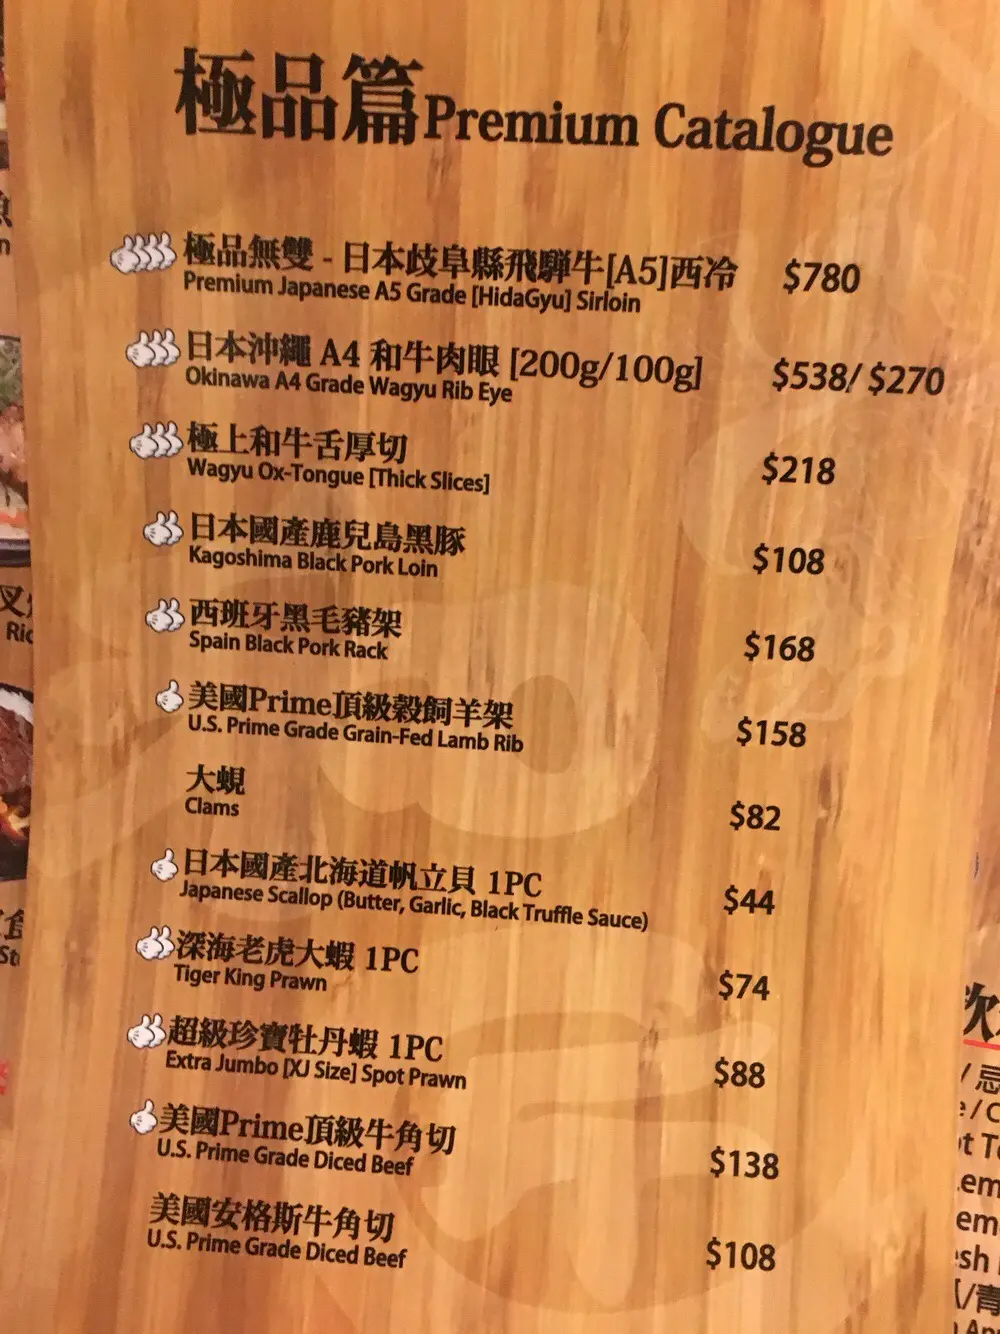 極品篇Premium Catalogue
極品無雙 - 日本歧阜縣飛騨牛[A5]西冷 $780
Premium Japanese A5 Grade [HidaGyu] Sirloin
日本沖繩 A4 和牛肉眼 [200g/100g] $538/ $270
Okinawa A4 Grade Wagyu Rib Eye
極上和牛舌厚切 $218
Wagyu Ox-Tongue [Thick Slices]
日本國產鹿兒島黑豚 $108
Kagoshima Black Pork Loin
西班牙黑毛豬架 $168
Spain Black Pork Rack
美國Prime頂級穀飼羊架 $158
U.S. Prime Grade Grain-Fed Lamb Rib
大蜆 $82
Clams
日本國產北海道帆立貝 1PC $44
Japanese Scallop (Butter, Garlic, Black Truffle Sauce)
深海老虎大蝦 1PC $74
Tiger King Prawn
超級珍寶牡丹蝦 1PC $88
Extra Jumbo [XJ Size] Spot Prawn
美國Prime頂級牛角切 $138
U.S. Prime Grade Diced Beef
美國安格斯牛角切 $108
U.S. Prime Grade Diced Beef